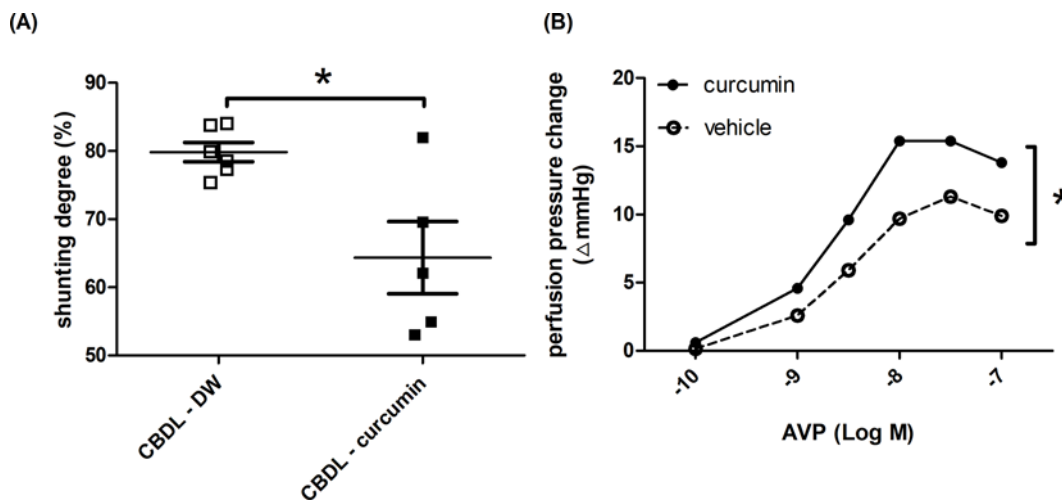 (A)
*
shunting degree (%)
90
80
70
60
50
CBDL - DW
CBDL - curcumin
(B)
curcumin
vehicle
*
perfusion pressure change
(△ mmHg)
20
15
10
5
0
-10
-9
-8
-7
AVP (Log M)